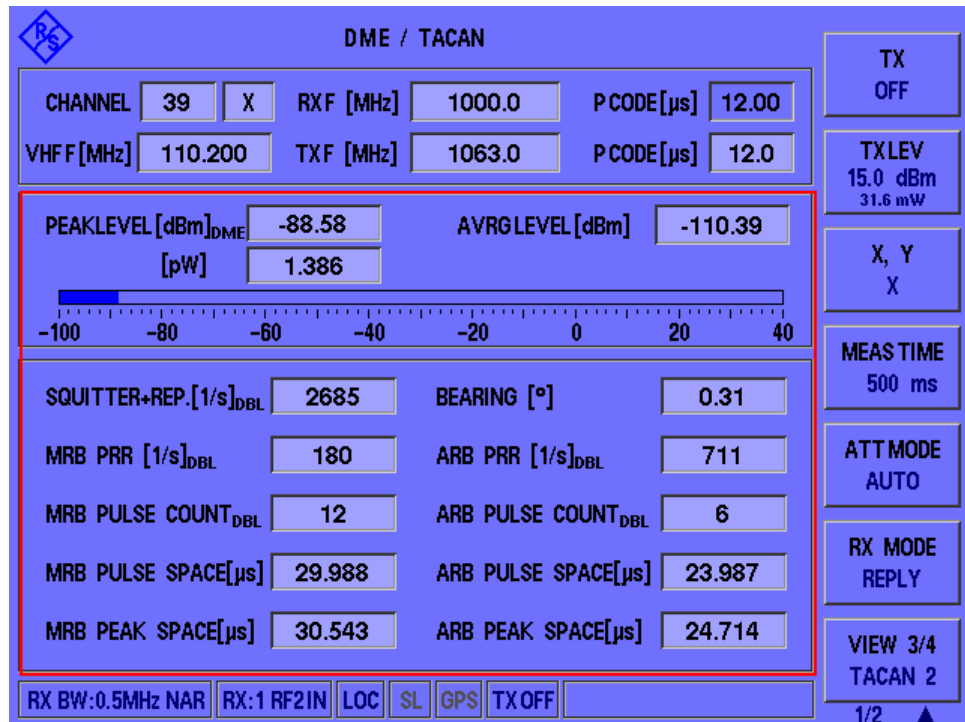 R&S
DME / TACAN
CHANNEL 39 X RXF [MHz] 1000.0 P CODE[µs] 12.00
VHF F[MHz] 110.200 TXF [MHz] 1063.0 P CODE[µs] 12.0
PEAKLEVEL[dBm]DME -88.58 AVRG LEVEL[dBm] -110.39
[pW] 1.386
-100 -80 -60 -40 -20 0 20 40
SQUITTER+REP.[1/s]DBL 2685 BEARING [°] 0.31
MRB PRR [1/s]DBL 180 ARB PRR [1/s]DBL 711
MRB PULSE COUNTDBL 12 ARB PULSE COUNTDBL 6
MRB PULSE SPACE[µs] 29.988 ARB PULSE SPACE[µs] 23.987
MRB PEAK SPACE[µs] 30.543 ARB PEAK SPACE[µs] 24.714
RX BW:0.5MHz NAR RX:1 RF2IN LOC SL GPS TX OFF
TX
OFF
TXLEV
15.0 dBm
31.6 mW
X, Y
X
MEAS TIME
500 ms
ATT MODE
AUTO
RX MODE
REPLY
VIEW 3/4
TACAN 2
1/2